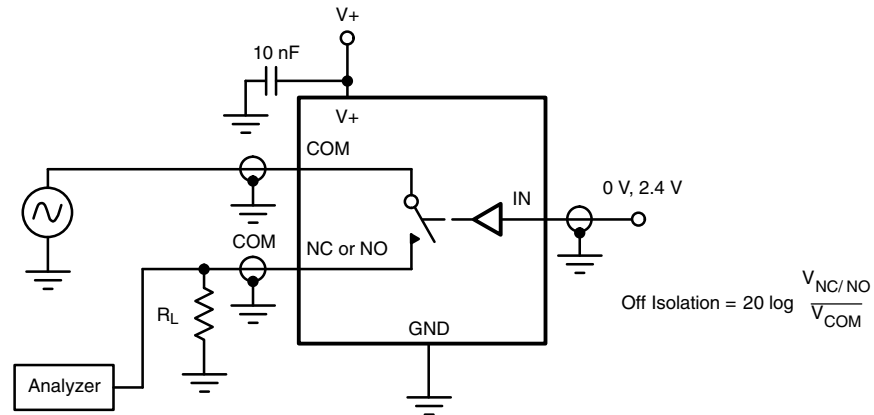 V+
10 nF
V+
COM
IN
0 V, 2.4 V
COM
NC or NO
Off Isolation = 20 log V_NC/ NO / V_COM
R_L
GND
Analyzer